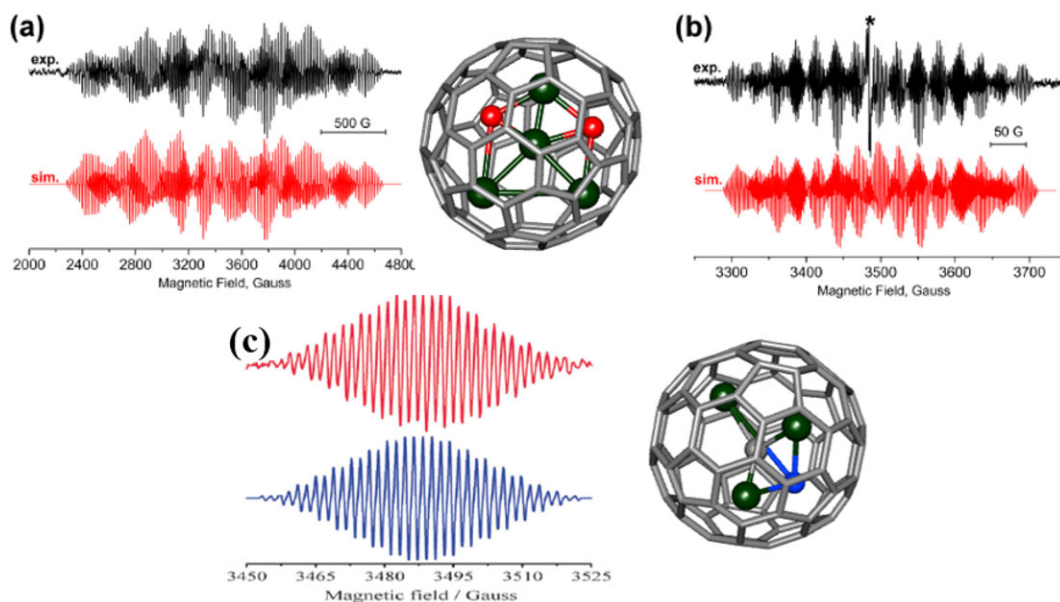 (a)
exp.
500 G
sim.
2000 2400 2800 3200 3600 4000 4400 4800
Magnetic Field, Gauss
(b)
*
exp.
50 G
sim.
3300 3400 3500 3600 3700
Magnetic Field, Gauss
(c)
3450 3465 3480 3495 3510 3525
Magnetic field / Gauss